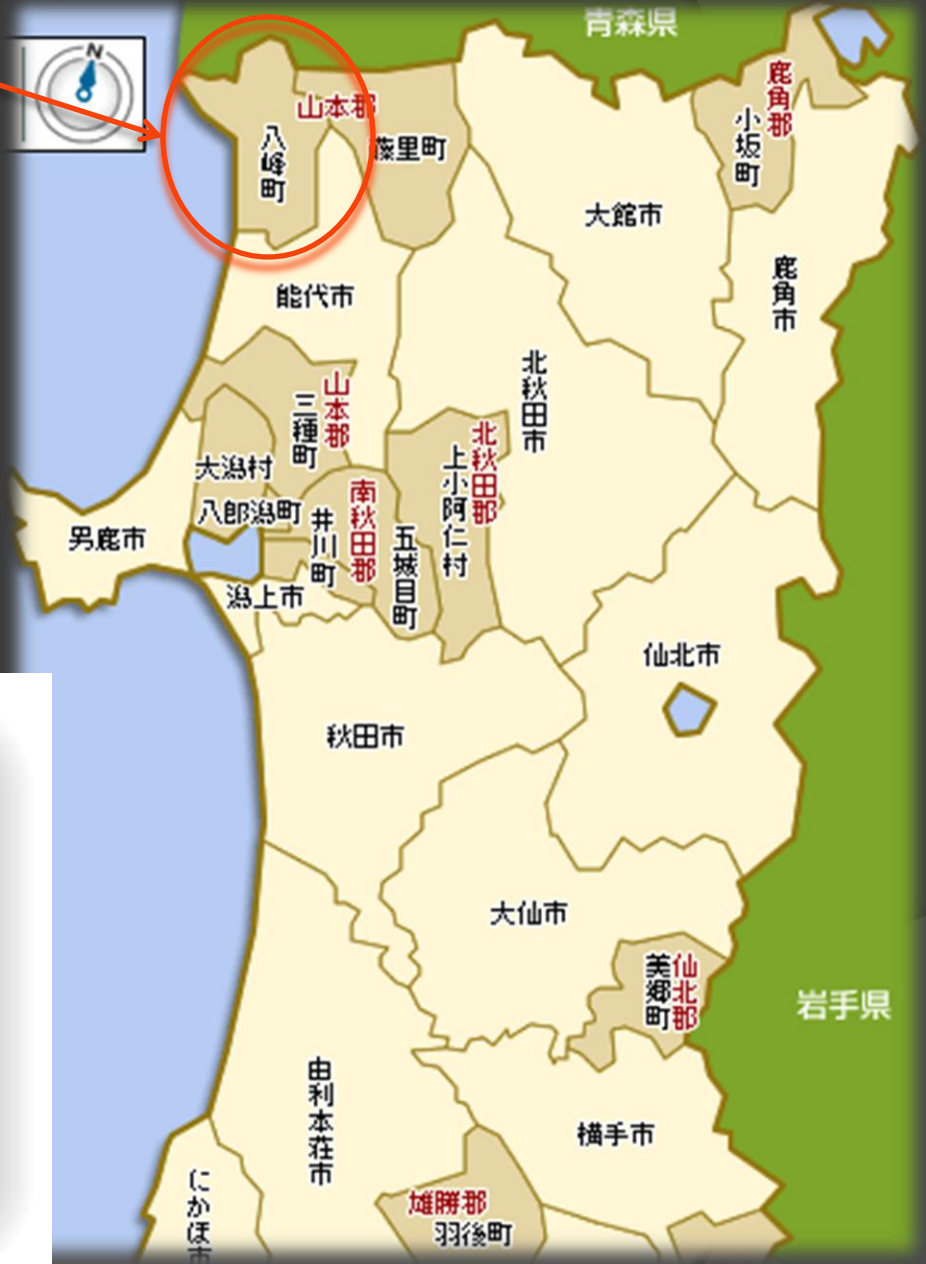 青森県
N
山本郡
八峰町
藤里町
鹿角郡
小坂町
大館市
鹿角市
能代市
北秋田市
山本郡
三種町
北秋田郡
上小阿仁村
大潟村
八郎潟町
南秋田郡
井川町
五城目町
男鹿市
潟上市
仙北市
秋田市
大仙市
仙北郡
美郷町
岩手県
由利本荘市
横手市
にかほ市
雄勝郡
羽後町